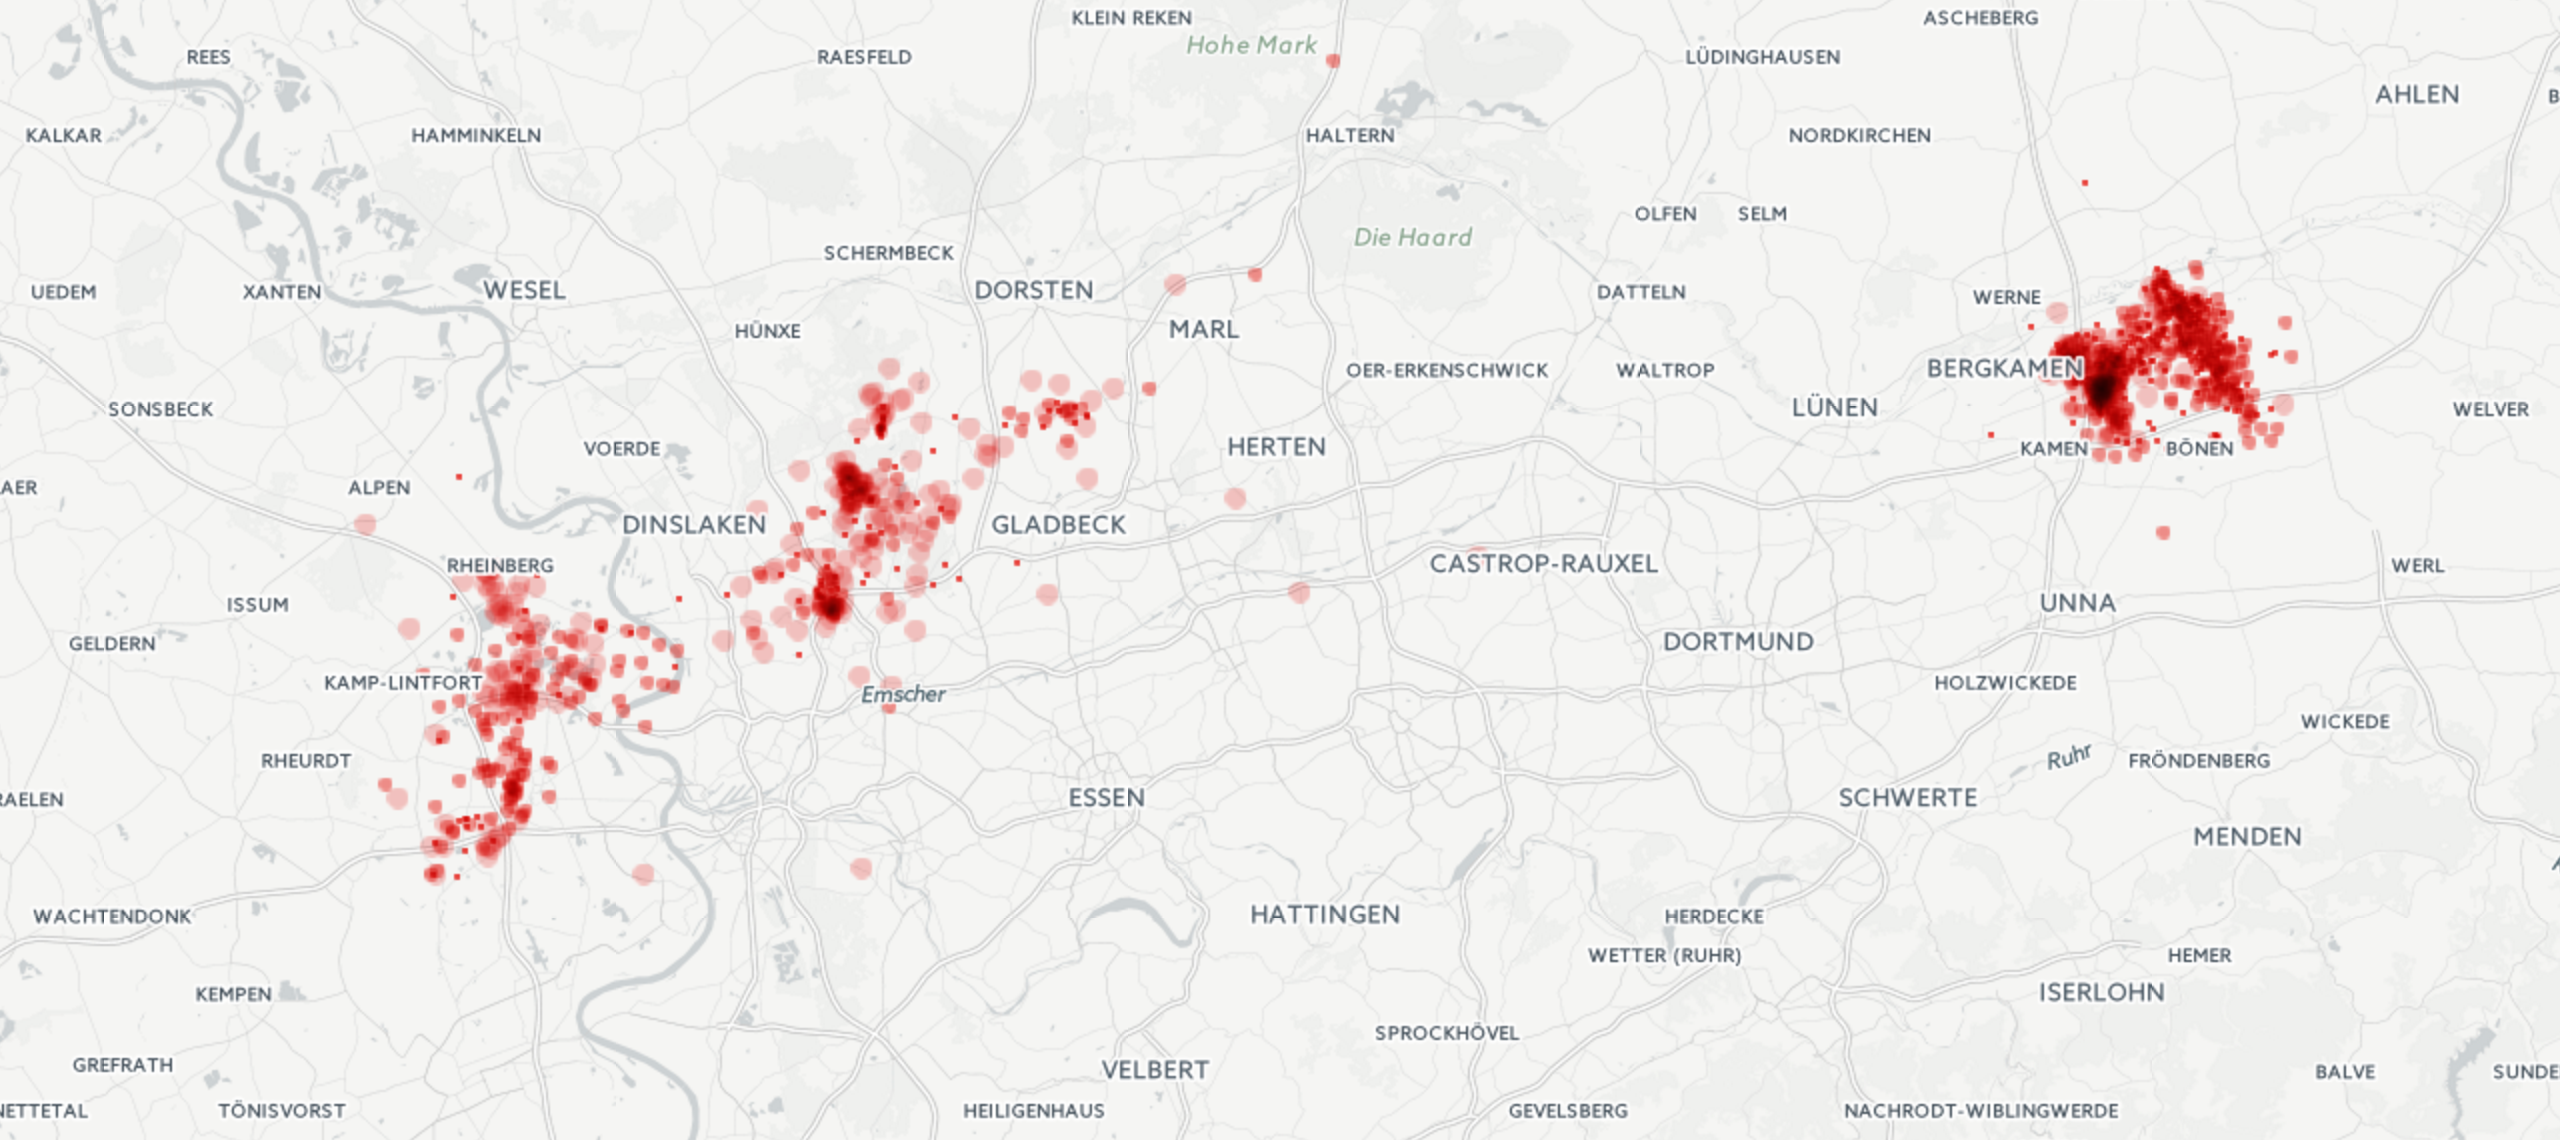 KLEIN REKEN
ASCHEBERG
Hohe Mark
REES
RAESFELD
LÜDINGHAUSEN
AHLEN
B
KALKAR
HAMMINKELN
HALTERN
NORDKIRCHEN
OLFEN
SELM
Die Haard
SCHERMBECK
UEDEM
XANTEN
WESEL
DORSTEN
DATTELN
WERNE
HÜNXE
MARL
OER-ERKENSCHWICK
WALTROP
BERGKAMEN
SONSBECK
LÜNEN
WELVER
VOERDE
HERTEN
KAMEN
BÖNEN
AER
ALPEN
DINSLAKEN
GLADBECK
RHEINBERG
CASTROP-RAUXEL
WERL
ISSUM
UNNA
GELDERN
DORTMUND
KAMP-LINTFORT
Emscher
HOLZWICKEDE
WICKEDE
RHEURDT
Ruhr
FRÖNDENBERG
RAELEN
ESSEN
SCHWERTE
MENDEN
WACHTENDONK
HATTINGEN
HERDECKE
WETTER (RUHR)
HEMER
KEMPEN
ISERLOHN
SPROCKHÖVEL
GREFRATH
VELBERT
BALVE
SUNDE
NETTETAL
TÖNISVORST
HEILIGENHAUS
GEVELSBERG
NACHRODT-WIBLINGWERDE